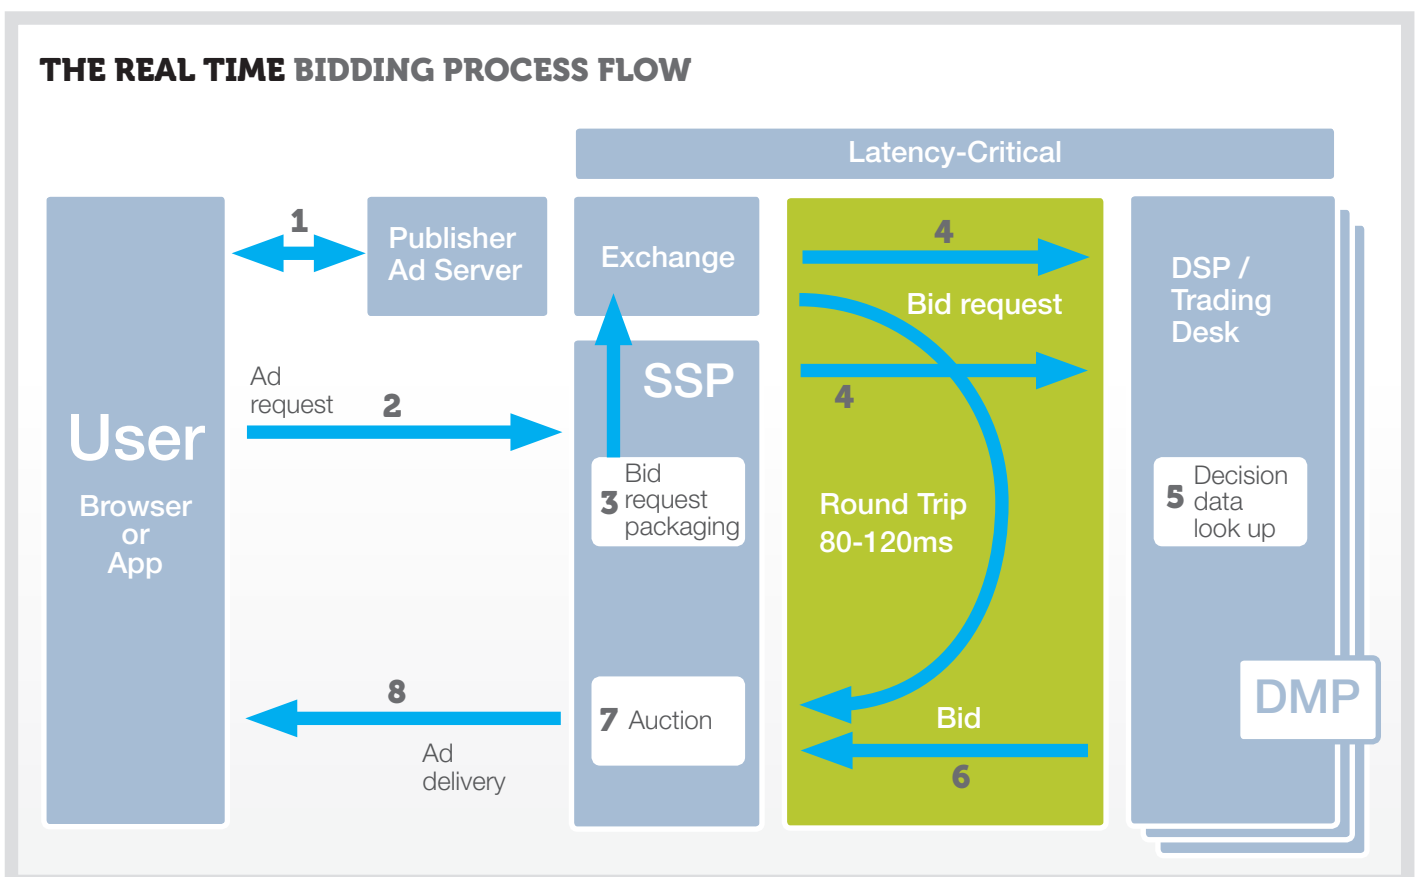 THE REAL TIME BIDDING PROCESS FLOW
Latency-Critical
User
Browser
or
App
1
Publisher
Ad Server
Ad
request
2
Exchange
SSP
3
Bid
request
packaging
7
Auction
8
Ad
delivery
4
Bid request
4
Round Trip
80-120ms
Bid
6
DSP /
Trading
Desk
5
Decision
data
look up
DMP